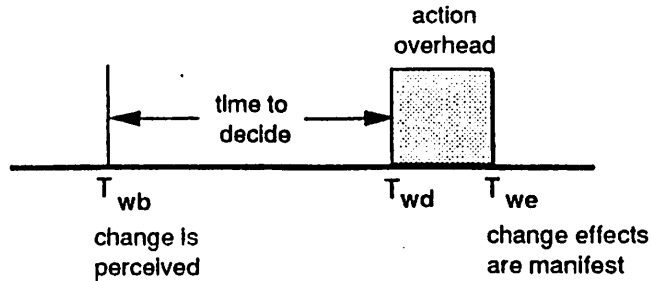 action
overhead
time to
decide
T wb
T wd
T we
change is
perceived
change effects
are manifest